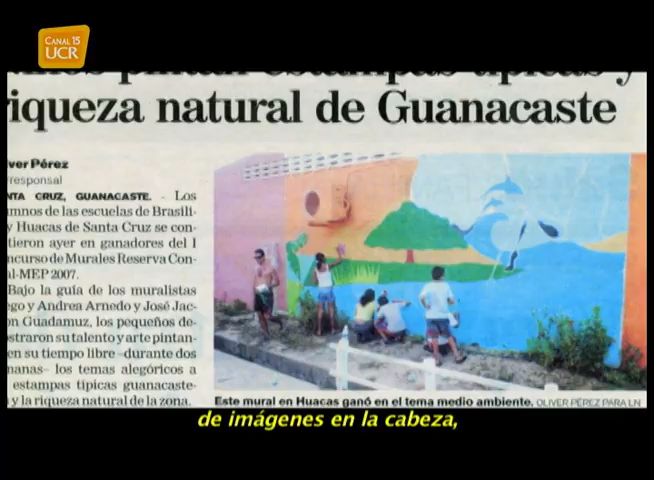 CANAL 15
UCR
riqueza natural de Guanacaste
ver Pérez
rresponsal
NTA CRUZ, GUANACASTE. - Los
mnos de las escuelas de Brasili-
y Huacas de Santa Cruz se con-
tieron ayer en ganadores del I
ncurso de Murales Reserva Con-
al-MEP 2007.
Bajo la guía de los muralistas
ego y Andrea Arnedo y José Jac-
n Guadamuz, los pequeños de-
straron su talento y arte pintan-
en su tiempo libre -durante dos
manas- los temas alegóricos a
estampas típicas guanacaste-
y la riqueza natural de la zona.
Este mural en Huacas ganó en el tema medio ambiente. OLIVER PÉREZ PARA LN
de imágenes en la cabeza,